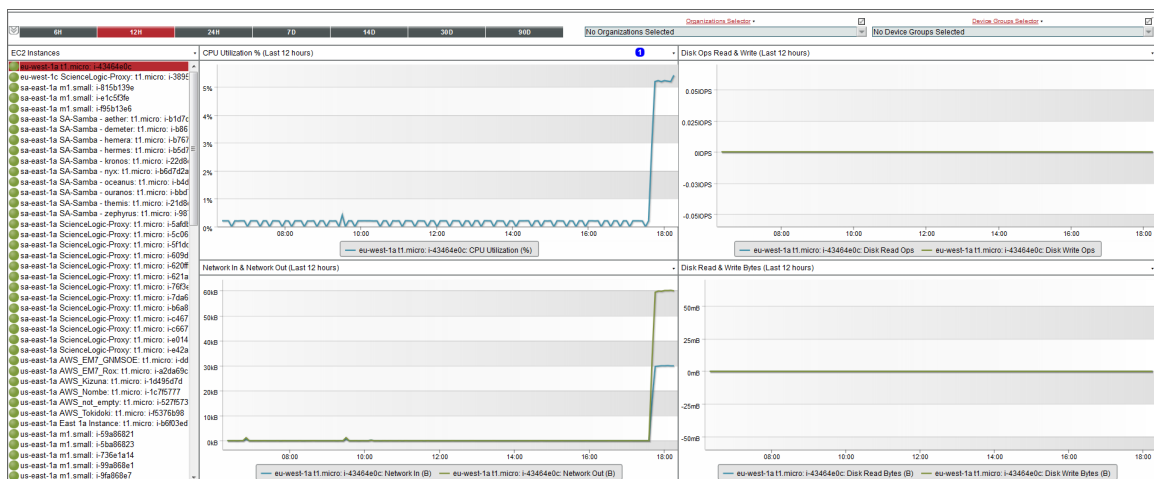 Organizations Selector
Device Groups Selector
6H 12H 24H 7D 14D 30D 90D
No Organizations Selected
No Device Groups Selected
EC2 Instances
eu-west-1a t1.micro: i-43464e0c
eu-west-1c ScienceLogic-Proxy: t1.micro: i-3895
sa-east-1a m1.small: i-815b139e
sa-east-1a m1.small: i-e1c5f3fe
sa-east-1a m1.small: i-f95b13e6
sa-east-1a SA-Samba - aether: t1.micro: i-b1d7c
sa-east-1a SA-Samba - demeter: t1.micro: i-b86
sa-east-1a SA-Samba - hemera: t1.micro: i-b767
sa-east-1a SA-Samba - hermes: t1.micro: i-b5d7
sa-east-1a SA-Samba - kronos: t1.micro: i-22d8
sa-east-1a SA-Samba - nyx: t1.micro: i-b6d7d2a
sa-east-1a SA-Samba - oceanus: t1.micro: i-b4d
sa-east-1a SA-Samba - ouranos: t1.micro: i-bbd
sa-east-1a SA-Samba - themis: t1.micro: i-21d8
sa-east-1a SA-Samba - zephyrus: t1.micro: i-98
sa-east-1a ScienceLogic-Proxy: t1.micro: i-5afdb
sa-east-1a ScienceLogic-Proxy: t1.micro: i-5c06
sa-east-1a ScienceLogic-Proxy: t1.micro: i-5f1dc
sa-east-1a ScienceLogic-Proxy: t1.micro: i-609d
sa-east-1a ScienceLogic-Proxy: t1.micro: i-620ff
sa-east-1a ScienceLogic-Proxy: t1.micro: i-621a
sa-east-1a ScienceLogic-Proxy: t1.micro: i-76f3e
sa-east-1a ScienceLogic-Proxy: t1.micro: i-7da6
sa-east-1a ScienceLogic-Proxy: t1.micro: i-b6a8
sa-east-1a ScienceLogic-Proxy: t1.micro: i-c467
sa-east-1a ScienceLogic-Proxy: t1.micro: i-c667
sa-east-1a ScienceLogic-Proxy: t1.micro: i-e014
sa-east-1a ScienceLogic-Proxy: t1.micro: i-e42a
us-east-1a AWS_EM7_GNMSOE: t1.micro: i-dd
us-east-1a AWS_EM7_Rox: t1.micro: i-a2da69c
us-east-1a AWS_Kizuna: t1.micro: i-1d495d7d
us-east-1a AWS_Nombe: t1.micro: i-1c7f5777
us-east-1a AWS_not_empty: t1.micro: i-527f573
us-east-1a AWS_Tokidoki: t1.micro: i-f5376b98
us-east-1a East 1a Instance: t1.micro: i-b6f03ed
us-east-1a m1.small: i-59a86821
us-east-1a m1.small: i-5ba86823
us-east-1a m1.small: i-736e1a14
us-east-1a m1.small: i-99a868e1
us-east-1a m1.small: i-9fa868e7
CPU Utilization % (Last 12 hours)
1
5%
4%
3%
2%
1%
0%
08:00 10:00 12:00 14:00 16:00 18:00
eu-west-1a t1.micro: i-43464e0c: CPU Utilization (%)
Disk Ops Read & Write (Last 12 hours)
0.05IOPS
0.025IOPS
0IOPS
-0.03IOPS
-0.05IOPS
08:00 10:00 12:00 14:00 16:00 18:00
eu-west-1a t1.micro: i-43464e0c: Disk Read Ops eu-west-1a t1.micro: i-43464e0c: Disk Write Ops
Network In & Network Out (Last 12 hours)
60kB
50kB
40kB
30kB
20kB
10kB
0kB
08:00 10:00 12:00 14:00 16:00 18:00
eu-west-1a t1.micro: i-43464e0c: Network In (B) eu-west-1a t1.micro: i-43464e0c: Network Out (B)
Disk Read & Write Bytes (Last 12 hours)
50mB
25mB
0mB
-25mB
-50mB
08:00 10:00 12:00 14:00 16:00 18:00
eu-west-1a t1.micro: i-43464e0c: Disk Read Bytes (B) eu-west-1a t1.micro: i-43464e0c: Disk Write Bytes (B)